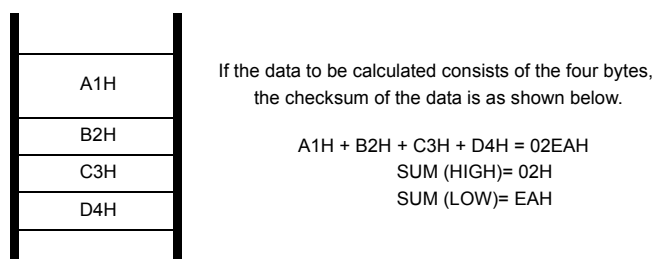 A1H
B2H
C3H
D4H
If the data to be calculated consists of the four bytes,
the checksum of the data is as shown below.
A1H + B2H + C3H + D4H = 02EAH
SUM (HIGH)= 02H
SUM (LOW)= EAH